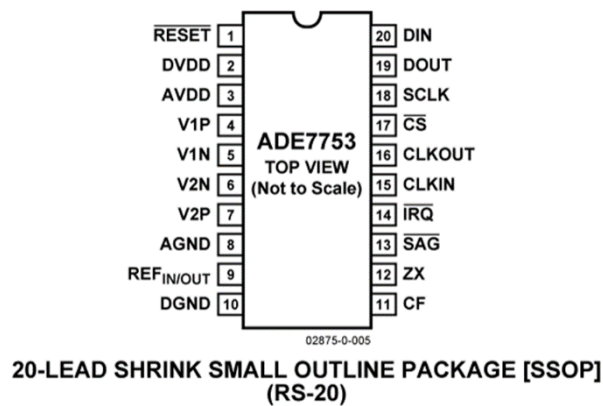 RESET 1 20 DIN
DVDD 2 19 DOUT
AVDD 3 18 SCLK
V1P 4 17 CS
V1N 5 16 CLKOUT
V2N 6 15 CLKIN
V2P 7 14 IRQ
AGND 8 13 SAG
REFIN/OUT 9 12 ZX
DGND 10 11 CF
ADE7753
TOP VIEW
(Not to Scale)
02875-0-005
20-LEAD SHRINK SMALL OUTLINE PACKAGE [SSOP]
(RS-20)